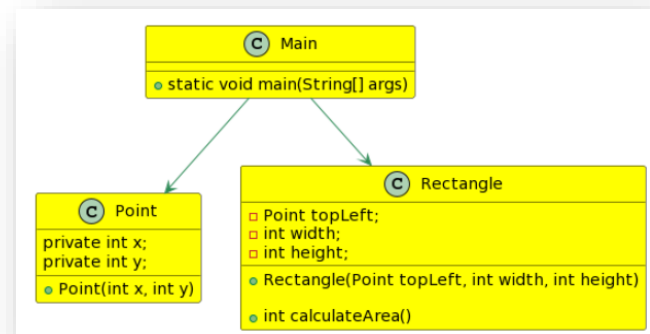 C Main
static void main(String[] args)
C Point
private int x;
private int y;
Point(int x, int y)
C Rectangle
Point topLeft;
int width;
int height;
Rectangle(Point topLeft, int width, int height)
int calculateArea()